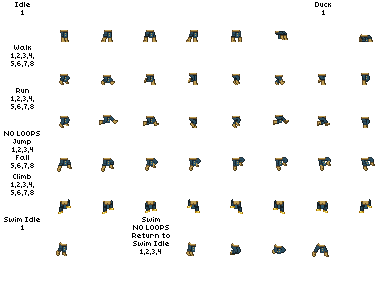 Idle
1
Duck
1
Walk
1,2,3,4,
5,6,7,8
Run
1,2,3,4,
5,6,7,8
NO LOOPS
Jump
1,2,3,4
Fall
5,6,7,8
Climb
1,2,3,4,
5,6,7,8
Swim Idle
1
Swim
NO LOOPS
Return to
Swim Idle
1,2,3,4